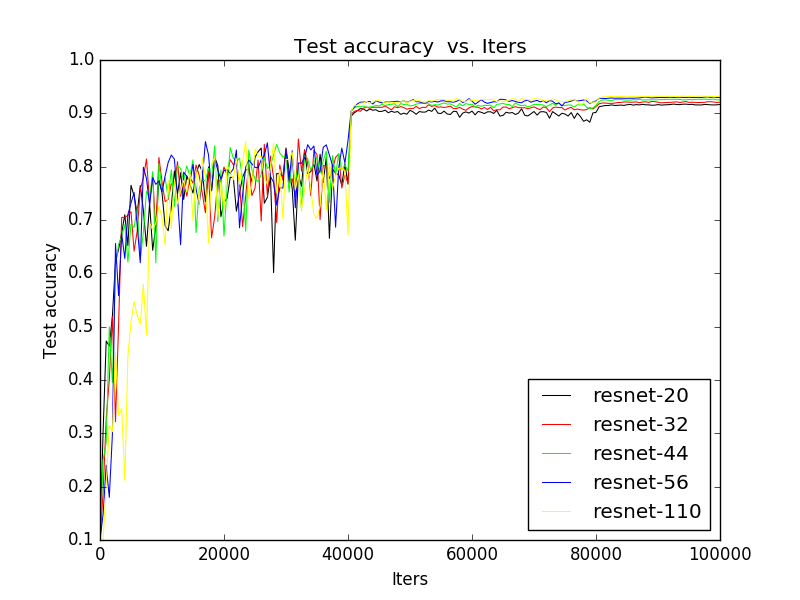 Test accuracy  vs. Iters
Test accuracy
1.0
0.9
0.8
0.7
0.6
0.5
0.4
0.3
0.2
0.1
resnet-20
resnet-32
resnet-44
resnet-56
resnet-110
0 20000 40000 60000 80000 100000
Iters